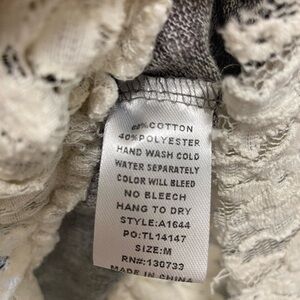 60%COTTON
40%POLYESTER
HAND WASH COLD
WATER SEPARATELY
COLOR WILL BLEED
NO BLEECH
HANG TO DRY
STYLE:A1644
PO:TL14147
SIZE:M
RN#:130733
MADE IN CHINA